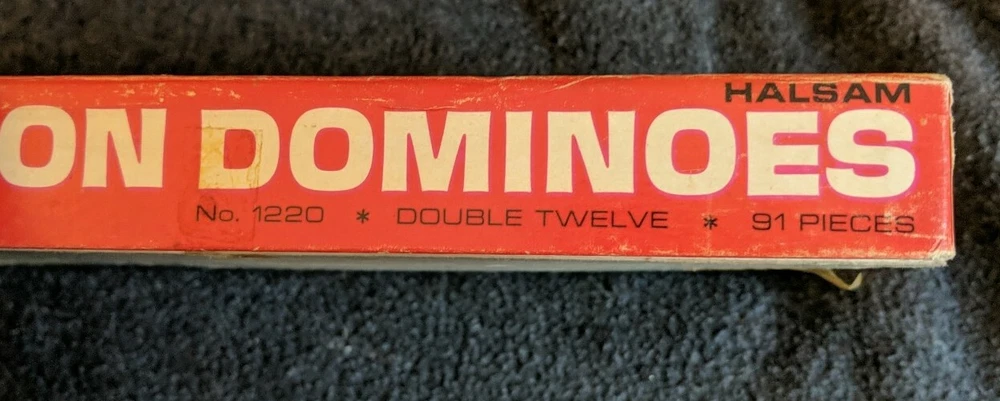 HALSAM
ON DOMINOES
No. 1220 * DOUBLE TWELVE * 91 PIECES